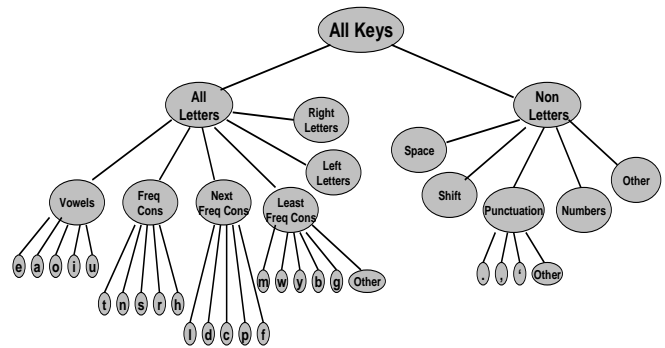 All Keys
All
Letters
Non
Letters
Right
Letters
Left
Letters
Space
Shift
Punctuation
Numbers
Other
Vowels
Freq
Cons
Next
Freq Cons
Least
Freq Cons
e a o i u
t n s r h
l d c p f
m w y b g Other
. , ‘ Other